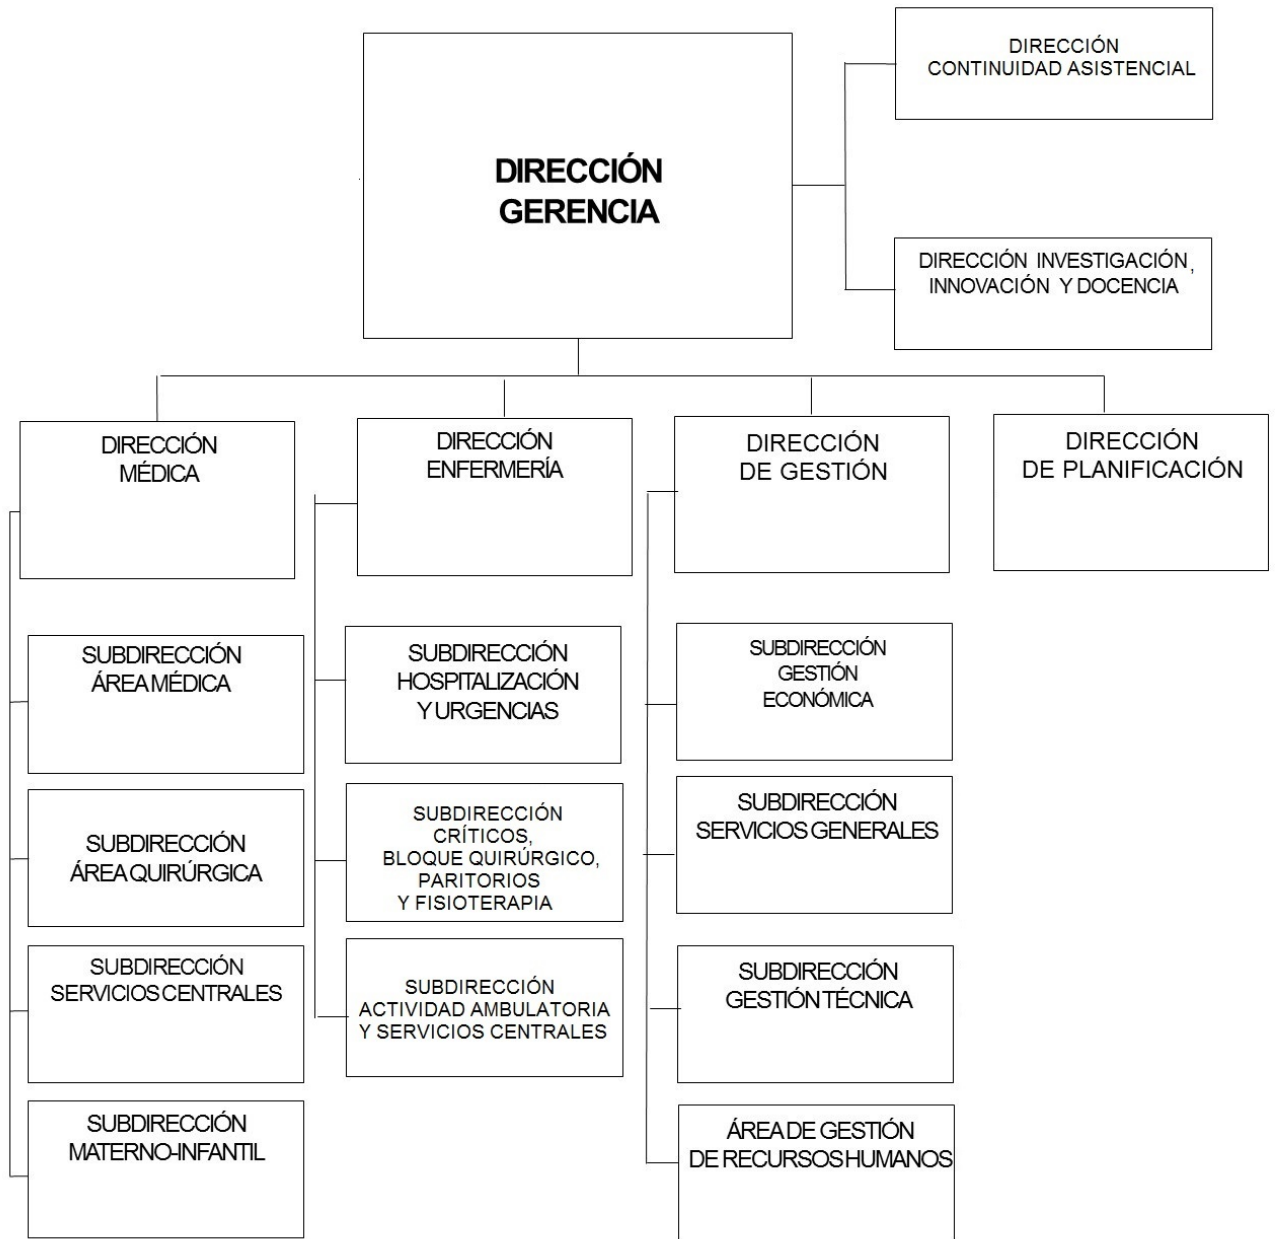 DIRECCIÓN
CONTINUIDAD ASISTENCIAL
DIRECCIÓN
GERENCIA
DIRECCIÓN INVESTIGACIÓN,
INNOVACIÓN Y DOCENCIA
DIRECCIÓN
MÉDICA
DIRECCIÓN
ENFERMERÍA
DIRECCIÓN
DE GESTIÓN
DIRECCIÓN
DE PLANIFICACIÓN
SUBDIRECCIÓN
ÁREA MÉDICA
SUBDIRECCIÓN
HOSPITALIZACIÓN
Y URGENCIAS
SUBDIRECCIÓN
GESTIÓN
ECONÓMICA
SUBDIRECCIÓN
ÁREA QUIRÚRGICA
SUBDIRECCIÓN
CRÍTICOS,
BLOQUE QUIRÚRGICO,
PARITORIOS
Y FISIOTERAPIA
SUBDIRECCIÓN
SERVICIOS GENERALES
SUBDIRECCIÓN
SERVICIOS CENTRALES
SUBDIRECCIÓN
ACTIVIDAD AMBULATORIA
Y SERVICIOS CENTRALES
SUBDIRECCIÓN
GESTIÓN TÉCNICA
SUBDIRECCIÓN
MATERNO-INFANTIL
ÁREA DE GESTIÓN
DE RECURSOS HUMANOS